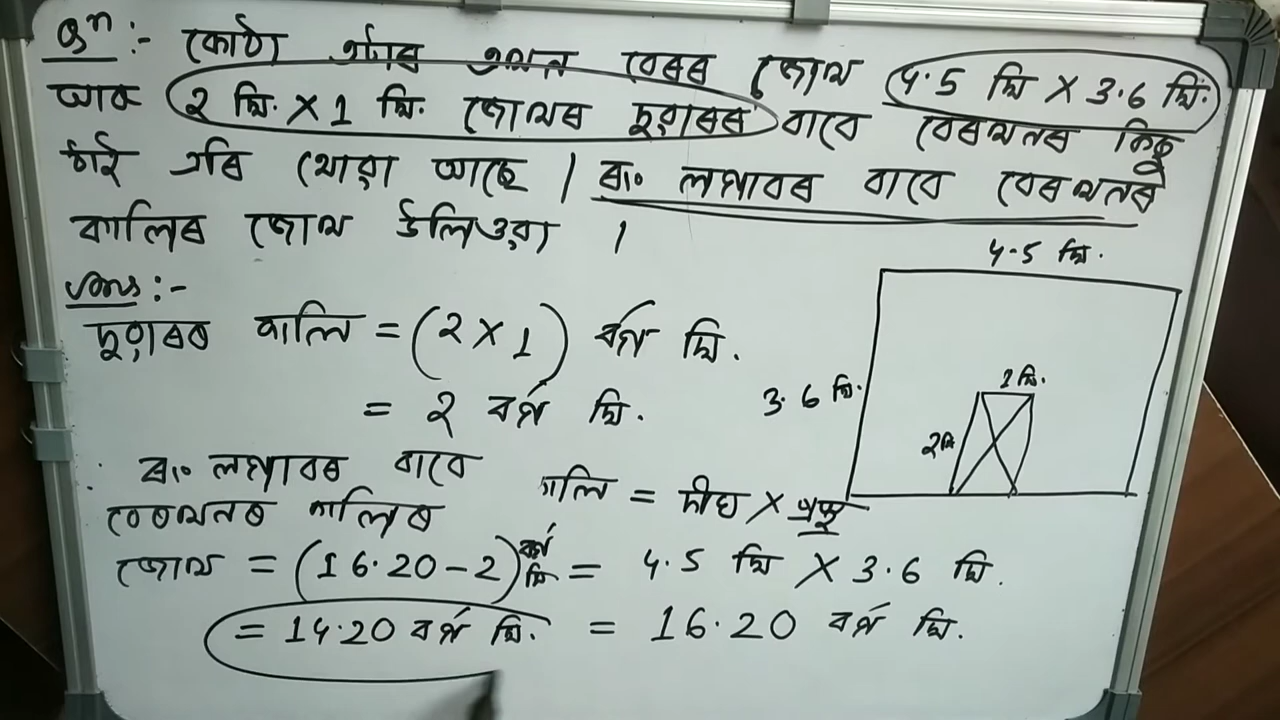 Qⁿ :- কোঠা এটাৰ এখন বেৰৰ জোখ 4.5 মি X 3.6 মি.
আৰু 2 মি. X 1 মি. জোখৰ দুৱাৰৰ বাবে বেৰখনৰ কিছু
ঠাই এৰি থোৱা আছে । ৰং লগাবৰ বাবে বেৰখনৰ
কালিৰ জোখ উলিওৱা ।
4.5 মি.
Ans :-
দুৱাৰৰ কালি = (2 X 1) বৰ্গ মি.
= 2 বৰ্গ মি.
3.6 মি.
1 মি.
2 মি
∴ ৰং লগাবৰ বাবে
বেৰখনৰ কালিৰ
জোখ = (16.20 - 2) বৰ্গ মি
= 14.20 বৰ্গ মি.
কালি = দীঘ X প্ৰস্থ
= 4.5 মি X 3.6 মি.
= 16.20 বৰ্গ মি.